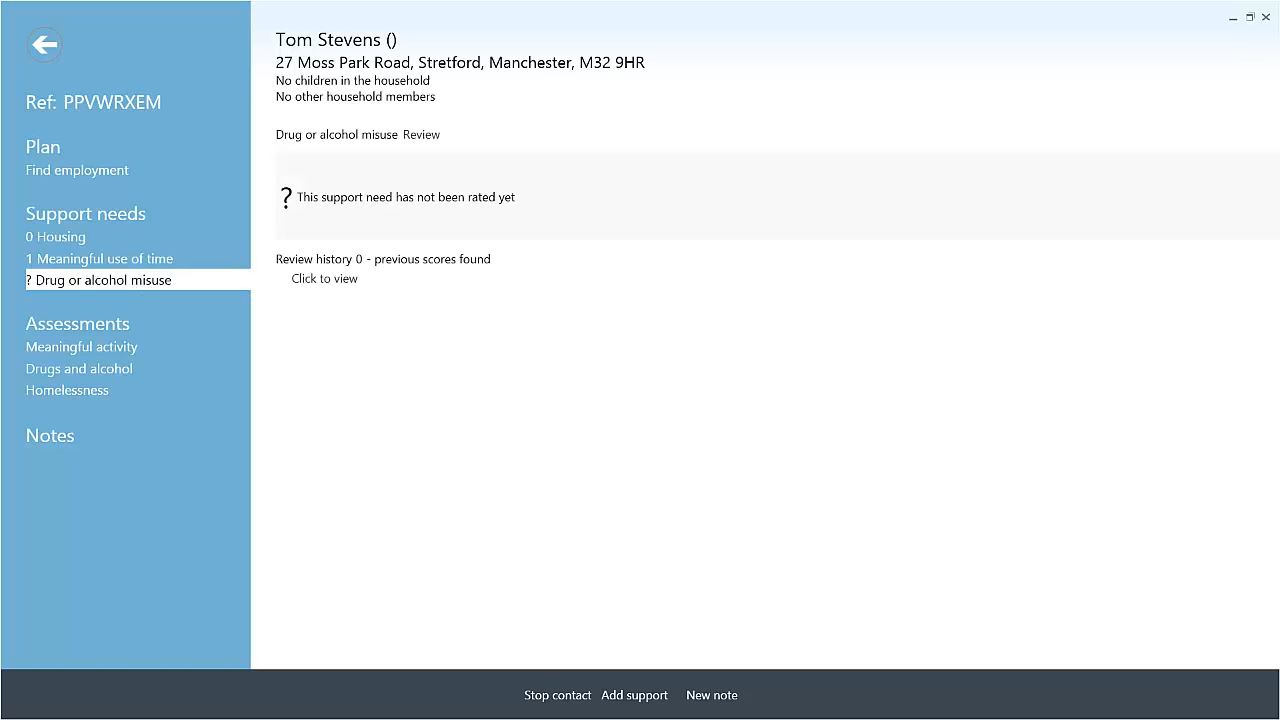 Ref: PPVWRXEM
Plan
Find employment
Support needs
0 Housing
1 Meaningful use of time
? Drug or alcohol misuse
Assessments
Meaningful activity
Drugs and alcohol
Homelessness
Notes
Tom Stevens ()
27 Moss Park Road, Stretford, Manchester, M32 9HR
No children in the household
No other household members
Drug or alcohol misuse Review
? This support need has not been rated yet
Review history 0 - previous scores found
Click to view
Stop contact Add support New note